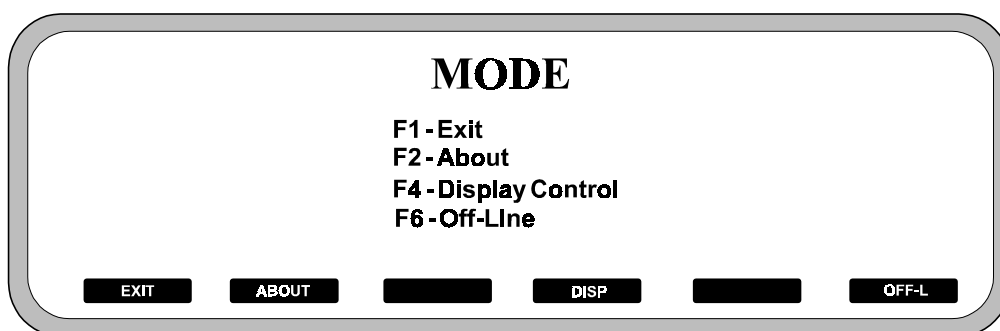 MODE
F1 - Exit
F2 - About
F4 - Display Control
F6 - Off-LIne
EXIT ABOUT DISP OFF-L